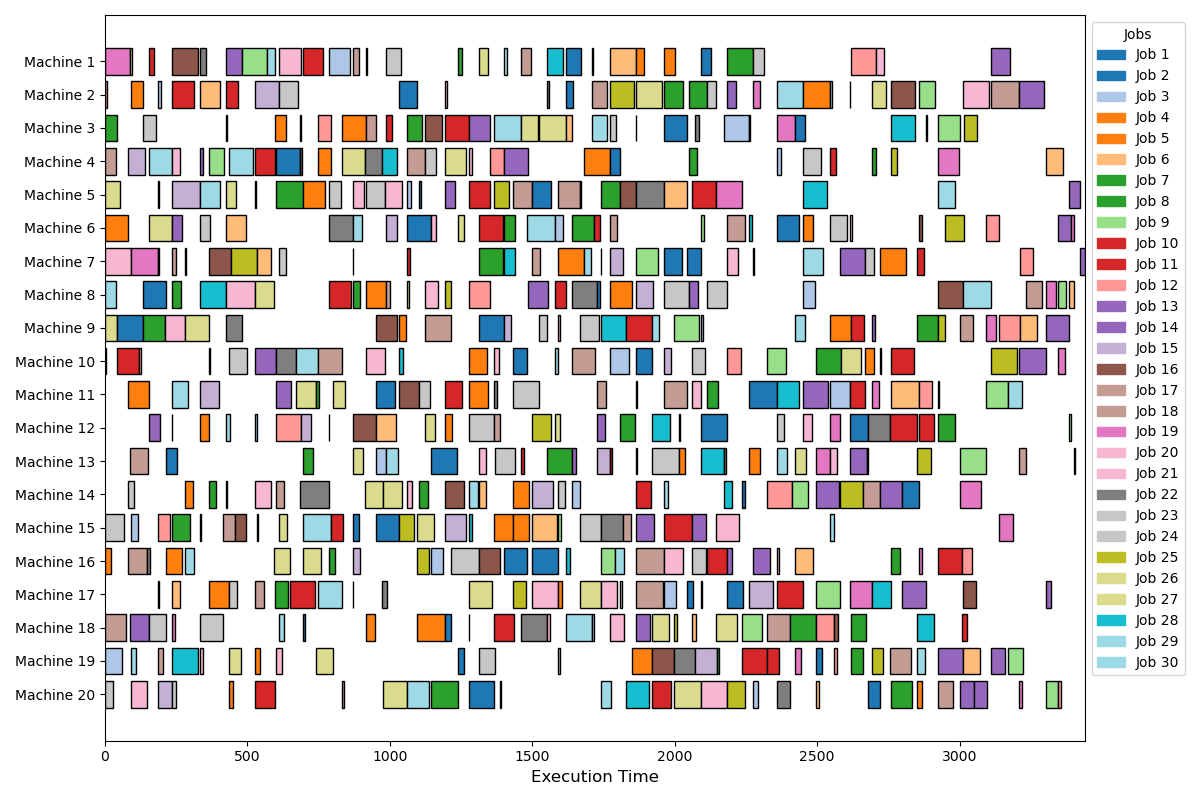 Machine 1
Machine 2
Machine 3
Machine 4
Machine 5
Machine 6
Machine 7
Machine 8
Machine 9
Machine 10
Machine 11
Machine 12
Machine 13
Machine 14
Machine 15
Machine 16
Machine 17
Machine 18
Machine 19
Machine 20
0 500 1000 1500 2000 2500 3000
Execution Time
Jobs
Job 1
Job 2
Job 3
Job 4
Job 5
Job 6
Job 7
Job 8
Job 9
Job 10
Job 11
Job 12
Job 13
Job 14
Job 15
Job 16
Job 17
Job 18
Job 19
Job 20
Job 21
Job 22
Job 23
Job 24
Job 25
Job 26
Job 27
Job 28
Job 29
Job 30